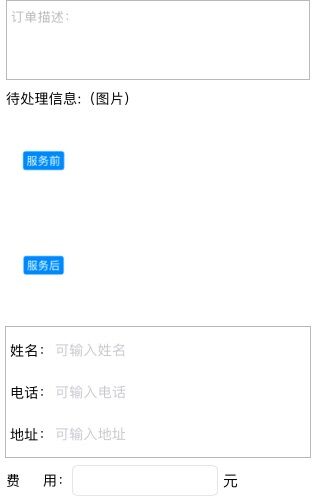 订单描述：
待处理信息:（图片）
服务前
服务后
姓名： 可输入姓名
电话： 可输入电话
地址： 可输入地址
费 用： 元